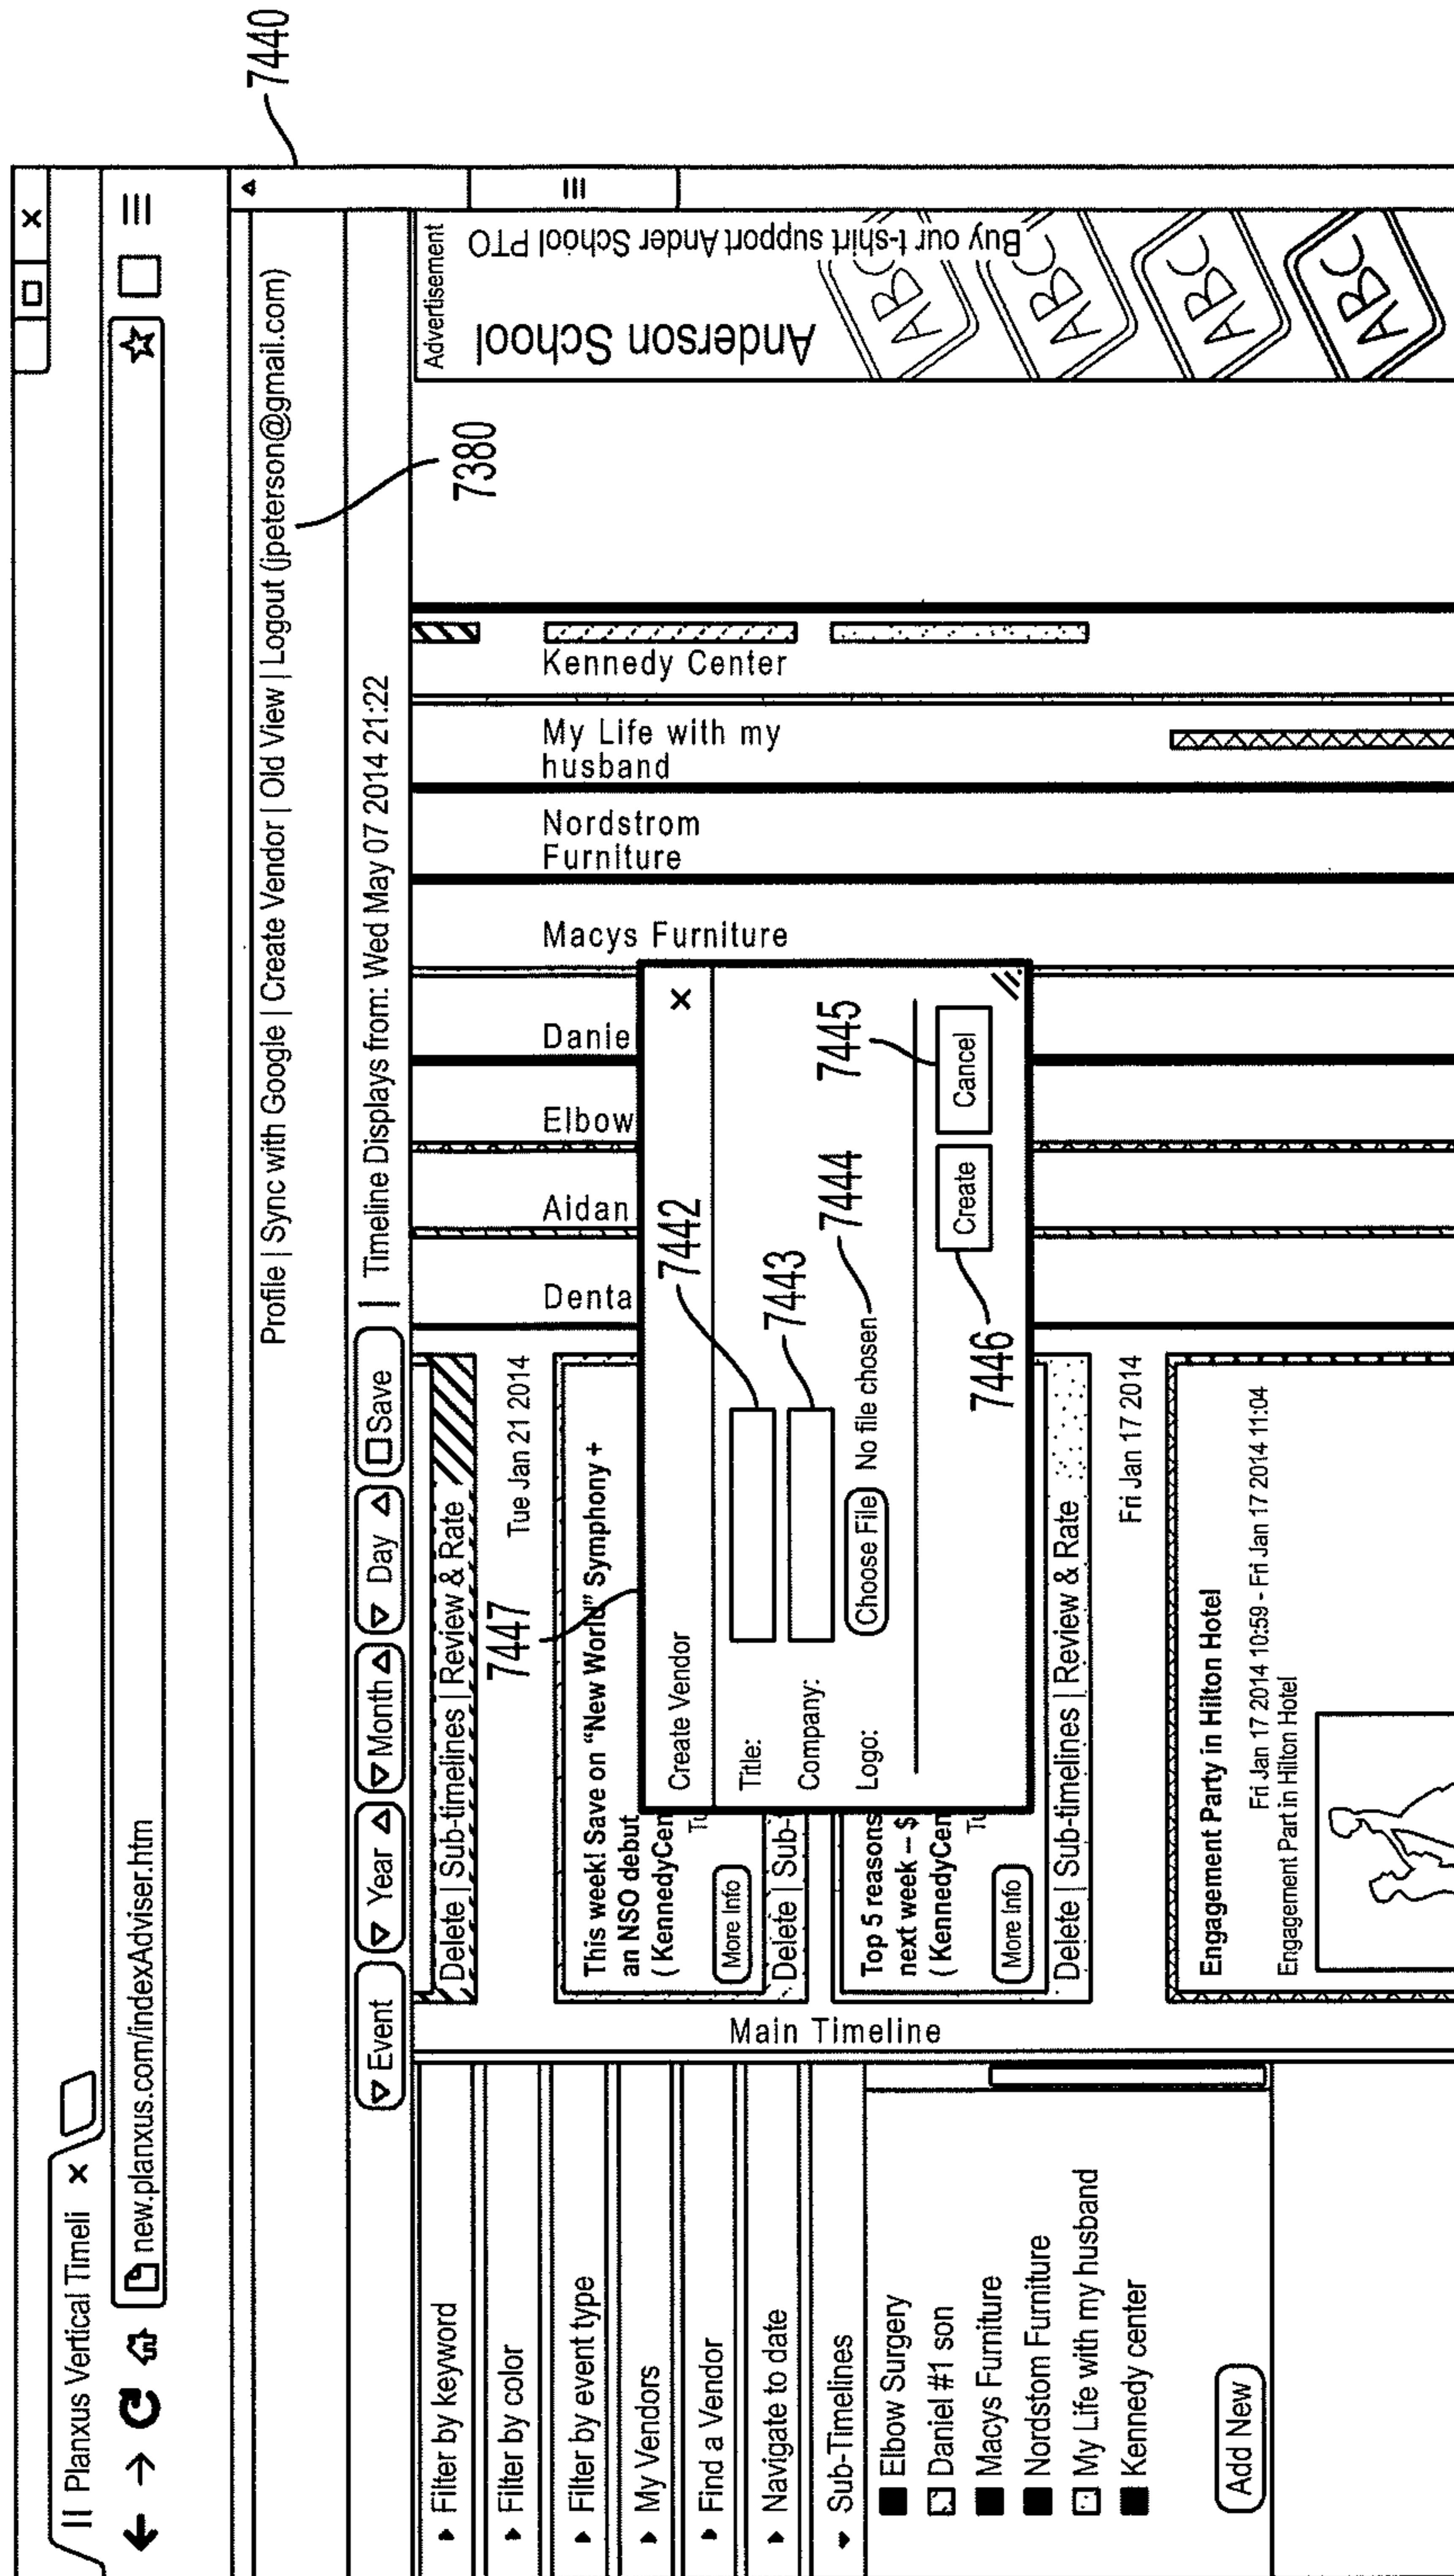 Planxus Vertical Timeli
new.planxus.com/indexAdviser.htm
7440
Profile | Sync with Google | Create Vendor | Old View | Logout (jpeterson@gmail.com)
7380
Event
Year
Month
Day
Save
| Timeline Displays from: Wed May 07 2014 21:22
Filter by keyword
Filter by color
Filter by event type
My Vendors
Find a Vendor
Navigate to date
Sub-Timelines
Elbow Surgery
Daniel #1 son
Macys Furniture
Nordstom Furniture
My Life with my husband
Kennedy center
Add New
Main Timeline
Delete | Sub-timelines | Review & Rate
Tue Jan 21 2014
7447
This week! Save on “New World” Symphony +
an NSO debut
( KennedyCen
Tu
More Info
Delete | Sub-t
Top 5 reasons
next week -- $
( KennedyCen
Tu
More Info
Delete | Sub-timelines | Review & Rate
Fri Jan 17 2014
Engagement Party in Hilton Hotel
Fri Jan 17 2014 10:59 - Fri Jan 17 2014 11:04
Engagement Part in Hilton Hotel
Create Vendor
7442
Title:
7443
Company:
Logo:
Choose File
No file chosen
7444
7445
7446
Create
Cancel
Denta
Aidan
Elbow
Danie
Macys Furniture
Nordstrom
Furniture
My Life with my
husband
Kennedy Center
Advertisement
Anderson School
Buy our t-shirt support Ander School PTO
ABC
ABC
ABC
ABC